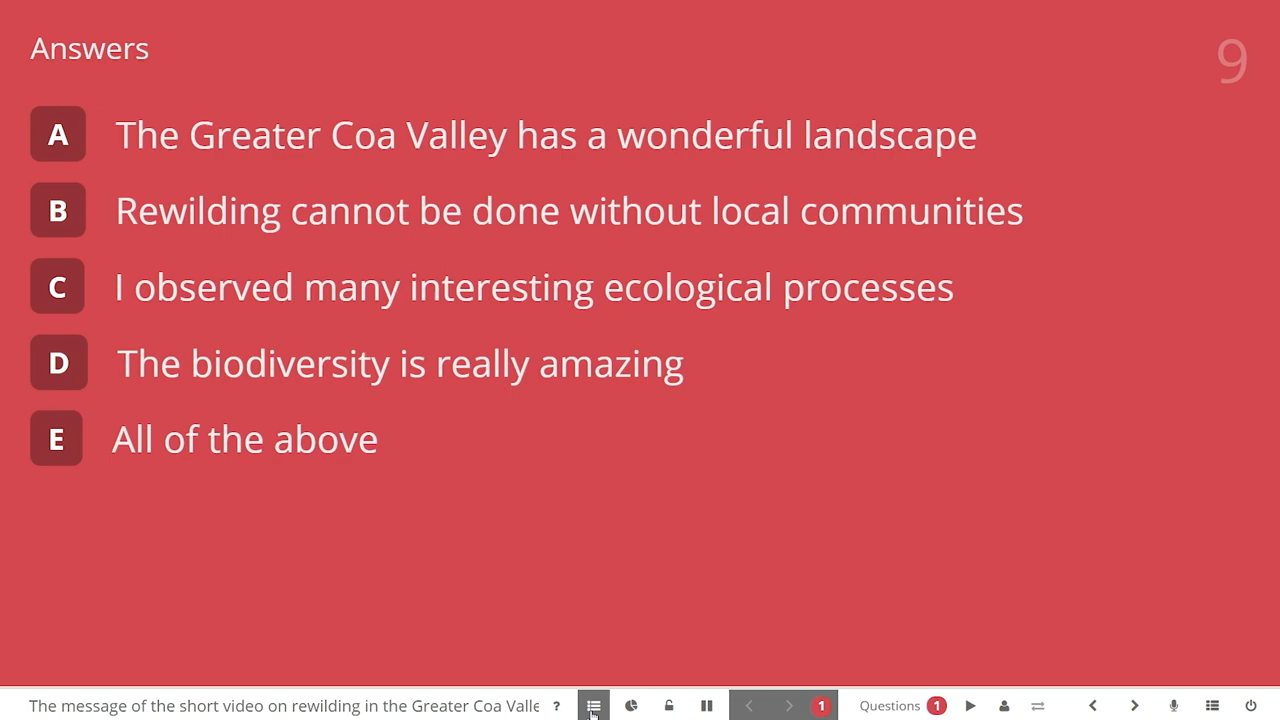 Answers
9
A The Greater Coa Valley has a wonderful landscape
B Rewilding cannot be done without local communities
C I observed many interesting ecological processes
D The biodiversity is really amazing
E All of the above
The message of the short video on rewilding in the Greater Coa Valle ? 1 Questions 1